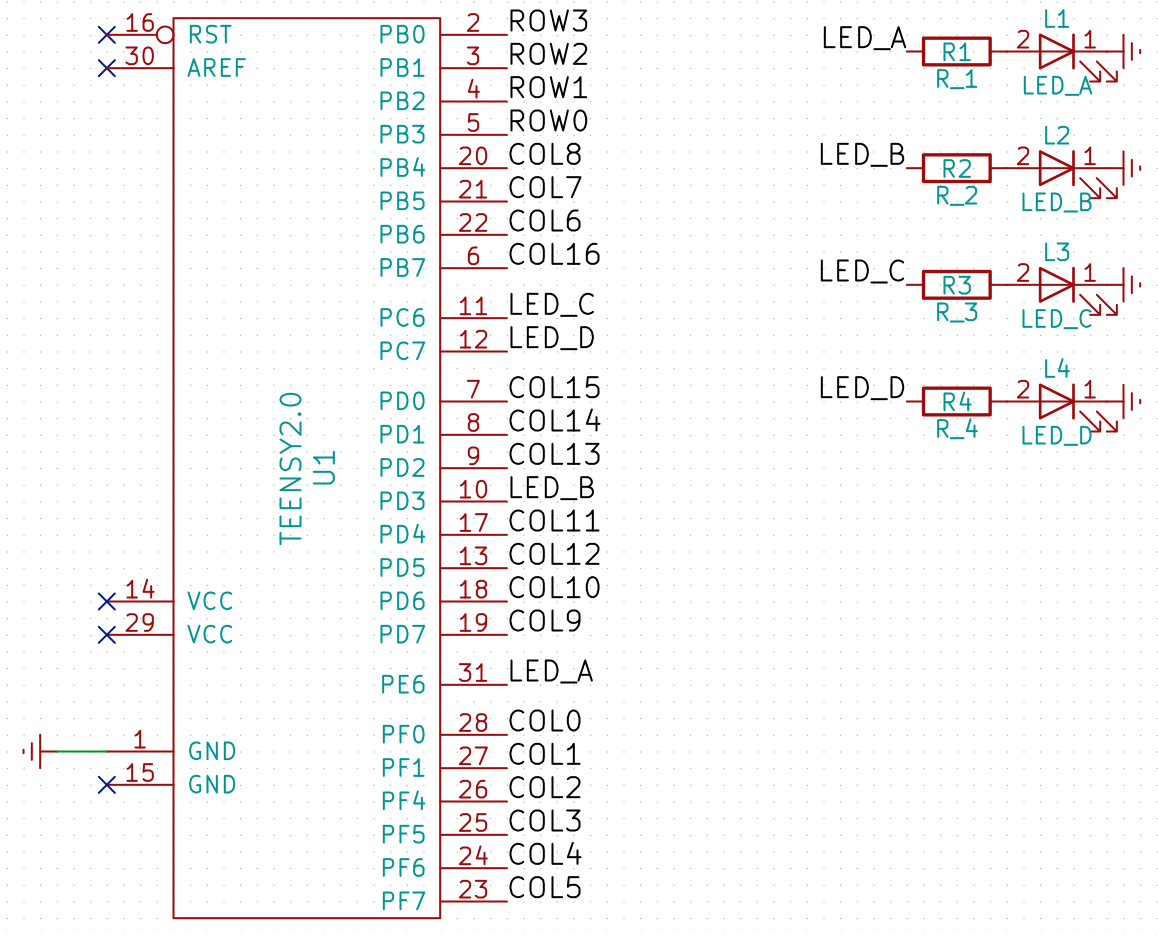 16 RST PB0 2 ROW3
30 AREF PB1 3 ROW2
PB2 4 ROW1
PB3 5 ROW0
PB4 20 COL8
PB5 21 COL7
PB6 22 COL6
PB7 6 COL16
PC6 11 LED_C
PC7 12 LED_D
PD0 7 COL15
PD1 8 COL14
PD2 9 COL13
PD3 10 LED_B
PD4 17 COL11
PD5 13 COL12
14 VCC PD6 18 COL10
29 VCC PD7 19 COL9
PE6 31 LED_A
PF0 28 COL0
1 GND PF1 27 COL1
15 GND PF4 26 COL2
PF5 25 COL3
PF6 24 COL4
PF7 23 COL5
TEENSY2.0
U1
L1
LED_A R1 2 1
R_1 LED_A
L2
LED_B R2 2 1
R_2 LED_B
L3
LED_C R3 2 1
R_3 LED_C
L4
LED_D R4 2 1
R_4 LED_D